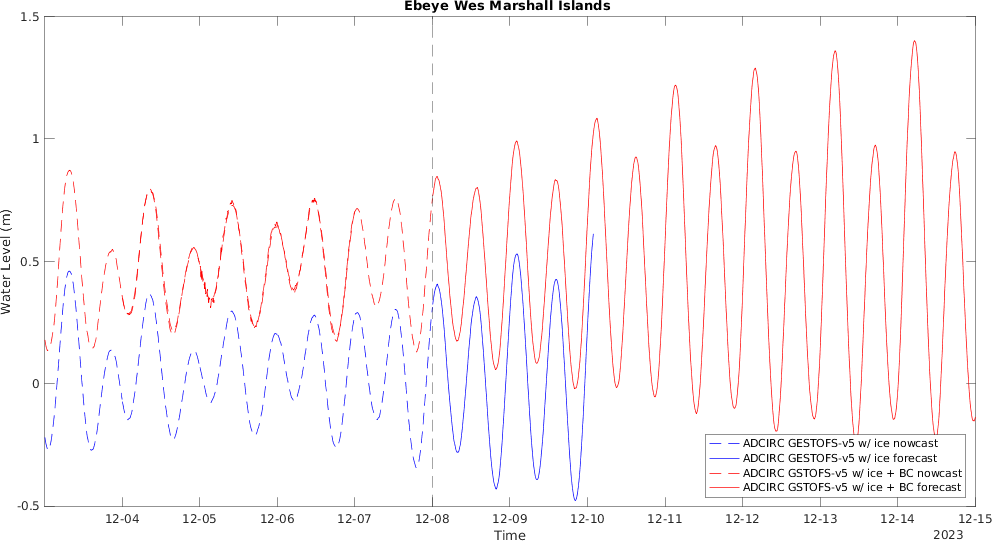 Ebeye Wes Marshall Islands
1.5
1
0.5
0
-0.5
Water Level (m)
12-04 12-05 12-06 12-07 12-08 12-09 12-10 12-11 12-12 12-13 12-14 12-15
Time
2023
ADCIRC GESTOFS-v5 w/ ice nowcast
ADCIRC GESTOFS-v5 w/ ice forecast
ADCIRC GSTOFS-v5 w/ ice + BC nowcast
ADCIRC GSTOFS-v5 w/ ice + BC forecast